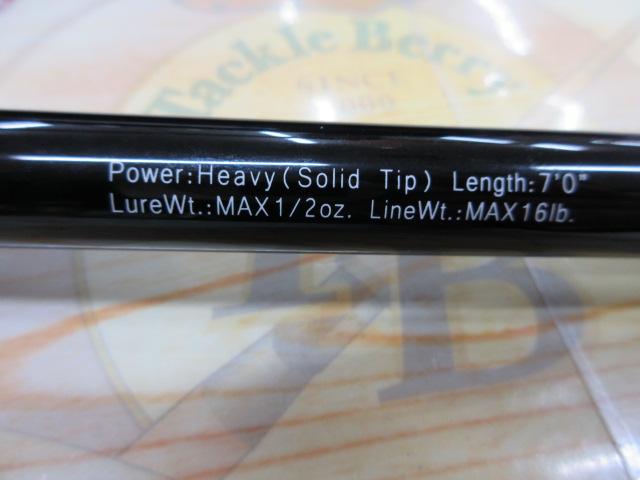 Tackle Berry
SINCE
Power:Heavy(Solid Tip) Length:7'0"
LureWt.:MAX1/2oz. LineWt.:MAX16lb.
B